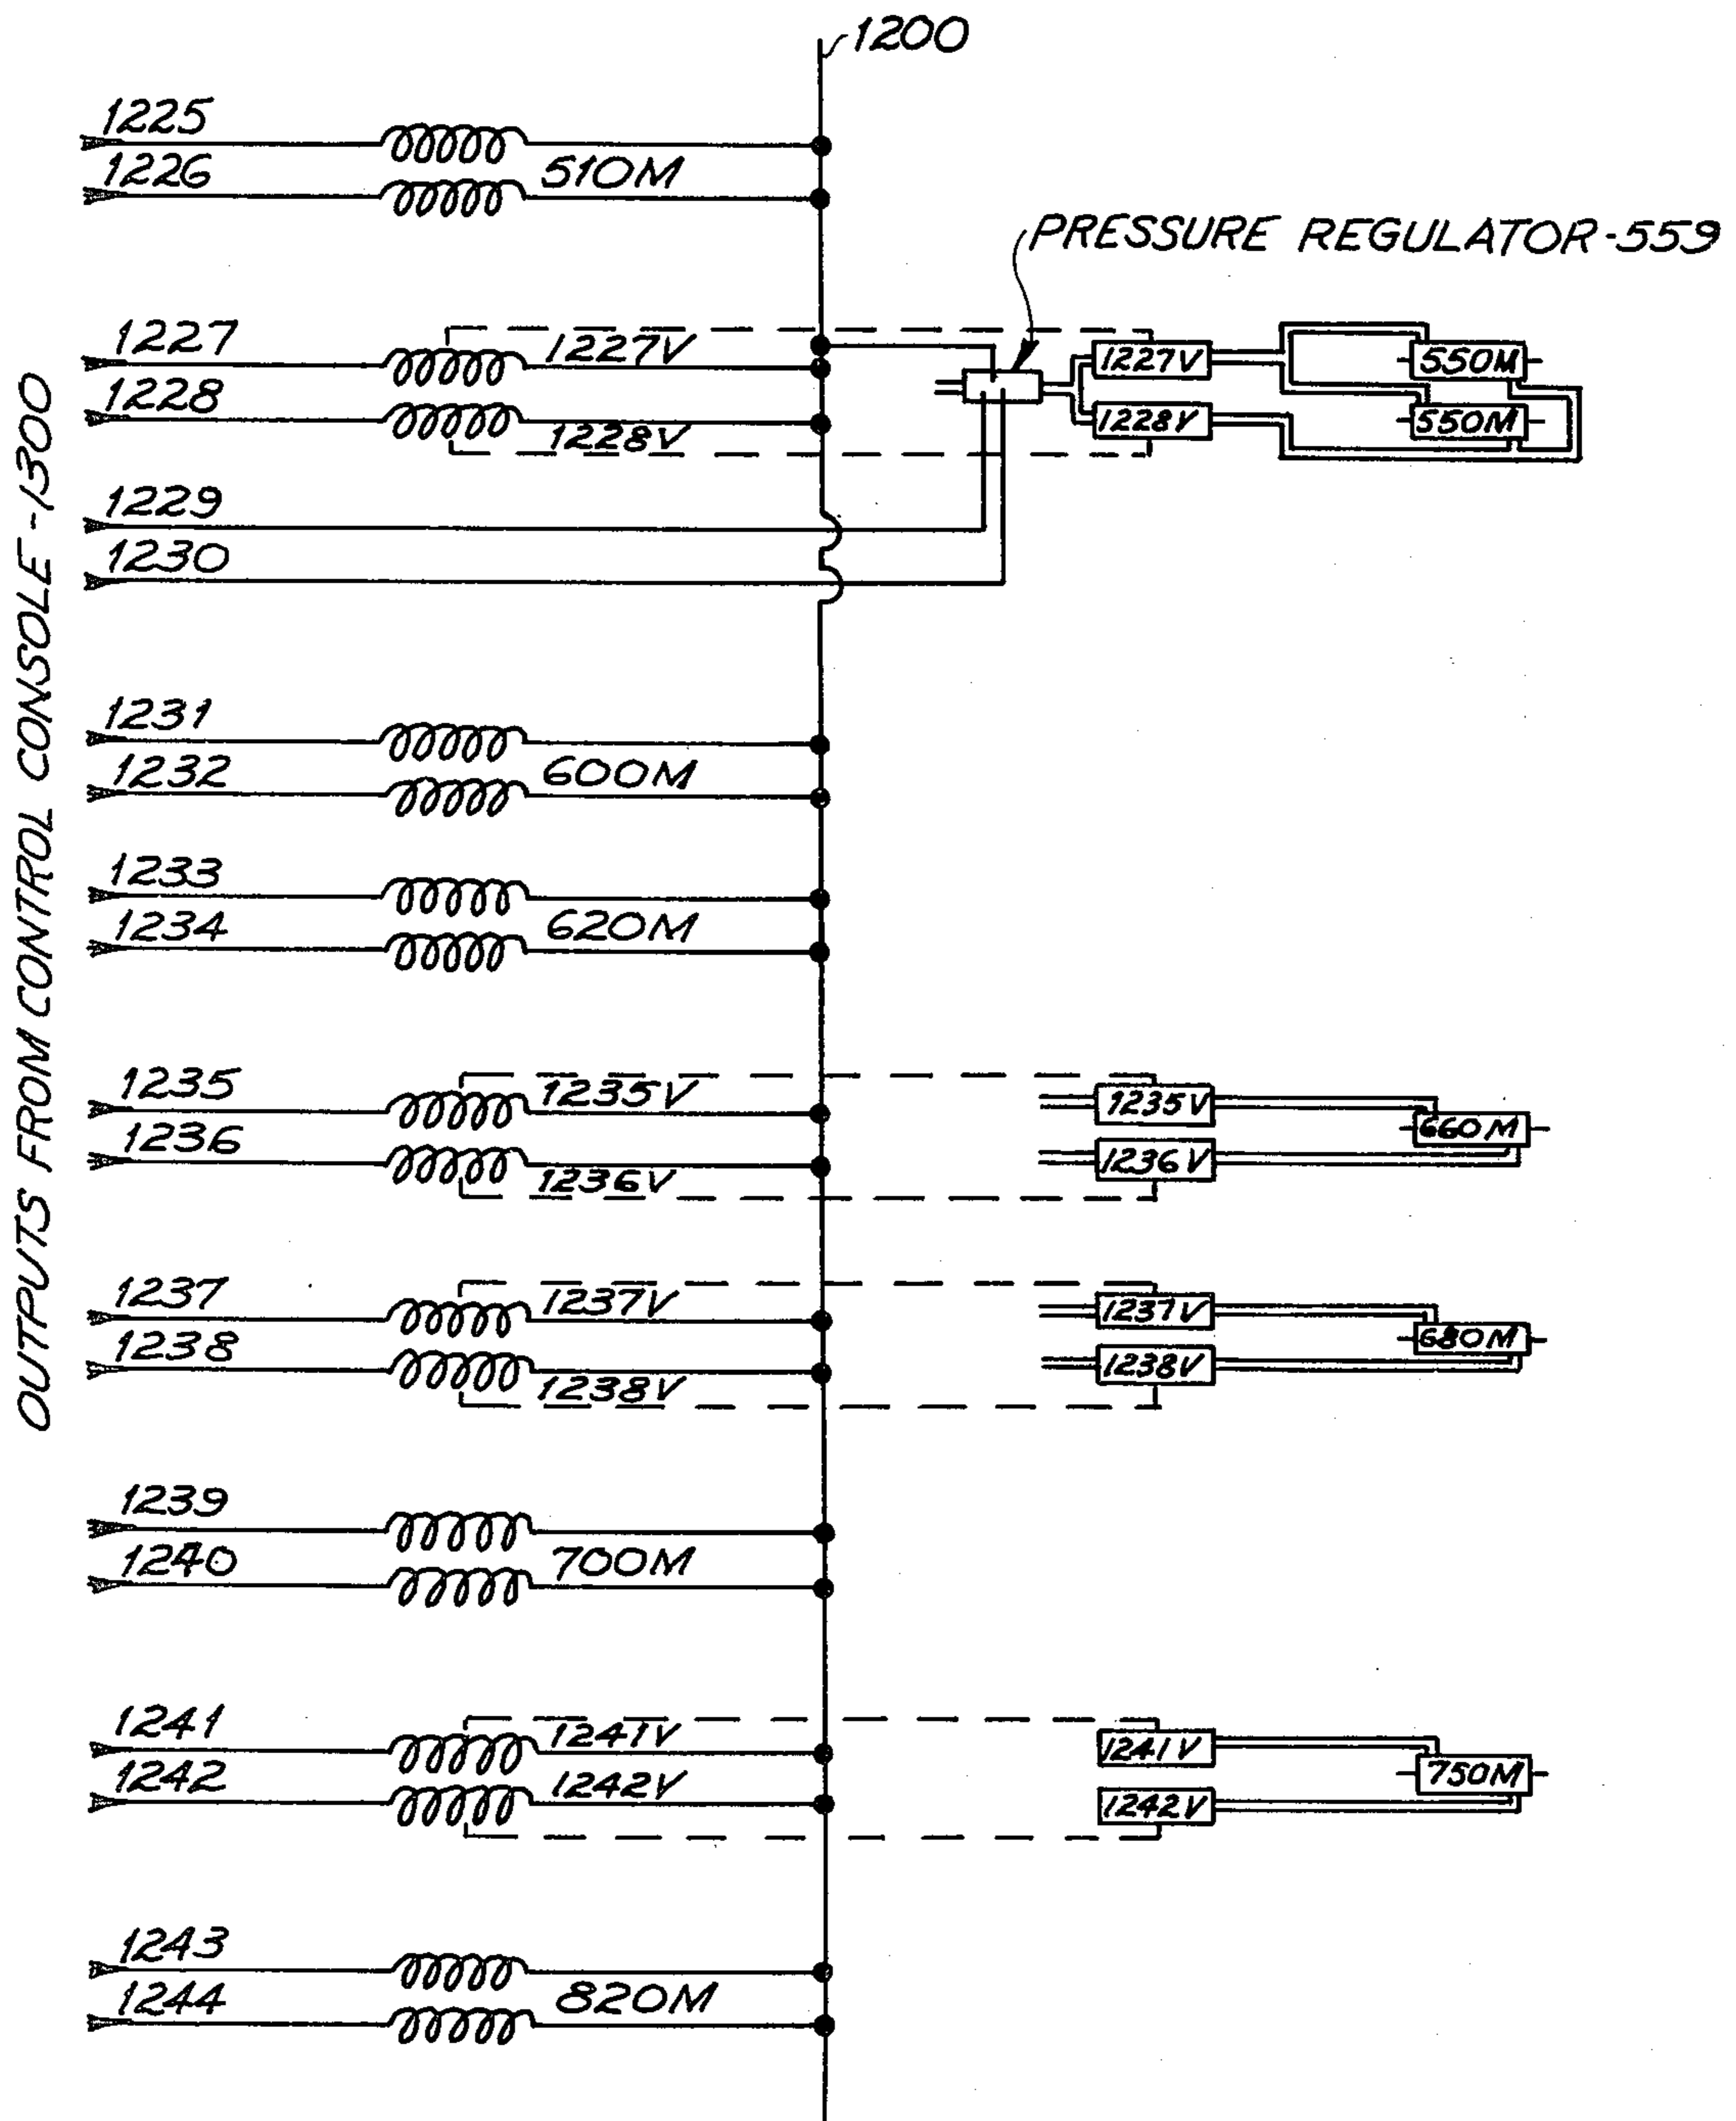 1200
1225
1226
510M
PRESSURE REGULATOR-559
1227
1227V
1227V
550M
1228
1228V
1228V
550M
1229
1230
OUTPUTS FROM CONTROL CONSOLE-1300
1231
1232
600M
1233
1234
620M
1235
1235V
1235V
660M
1236
1236V
1236V
1237
1237V
1237V
680M
1238
1238V
1238V
1239
1240
700M
1241
1241V
1241V
750M
1242
1242V
1242V
1243
1244
820M